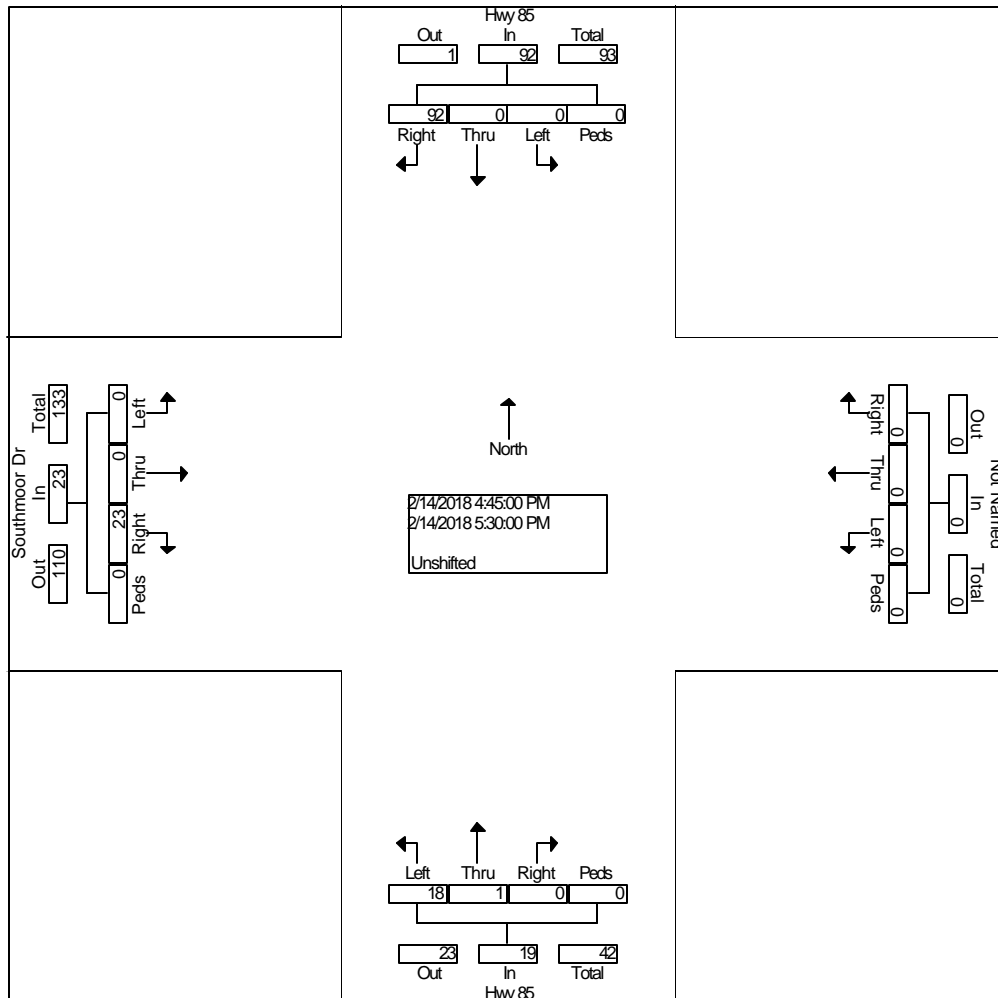 Hwy 85
Out In Total
1 92 93
92 0 0 0
Right Thru Left Peds
Southmoor Dr
Total In Out
133 23 110
0 0 23 0
Left Thru Right Peds
North
2/14/2018 4:45:00 PM
2/14/2018 5:30:00 PM
Unshifted
Right Thru Left Peds
0 0 0 0
Out In Total
0 0 0
Not Named
Left Thru Right Peds
18 1 0 0
23 19 42
Out In Total
Hwy 85